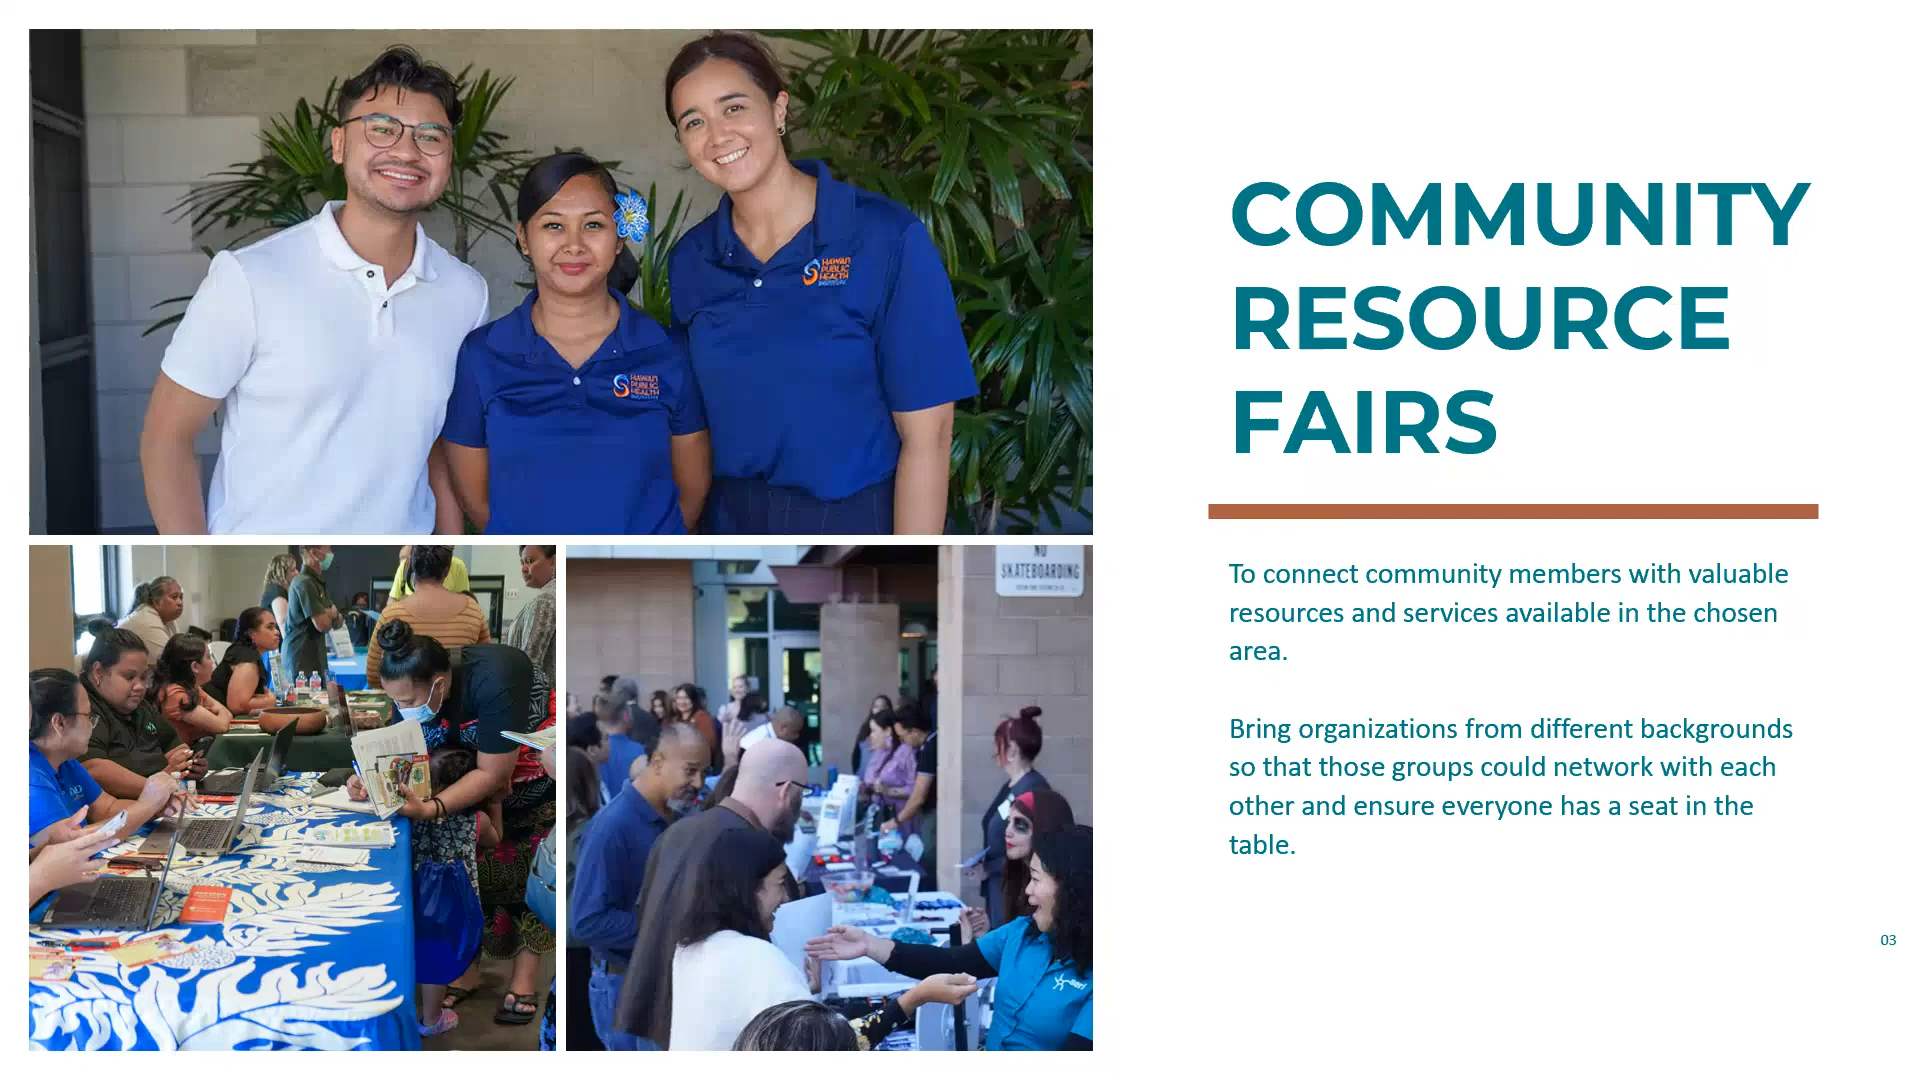 COMMUNITY
RESOURCE
FAIRS
To connect community members with valuable
resources and services available in the chosen
area.
Bring organizations from different backgrounds
so that those groups could network with each
other and ensure everyone has a seat in the
table.
03
HAWAI'I
PUBLIC
HEALTH
INSTITUTE
HAWAI'I
PUBLIC
HEALTH
INSTITUTE
NO
SKATEBOARDING